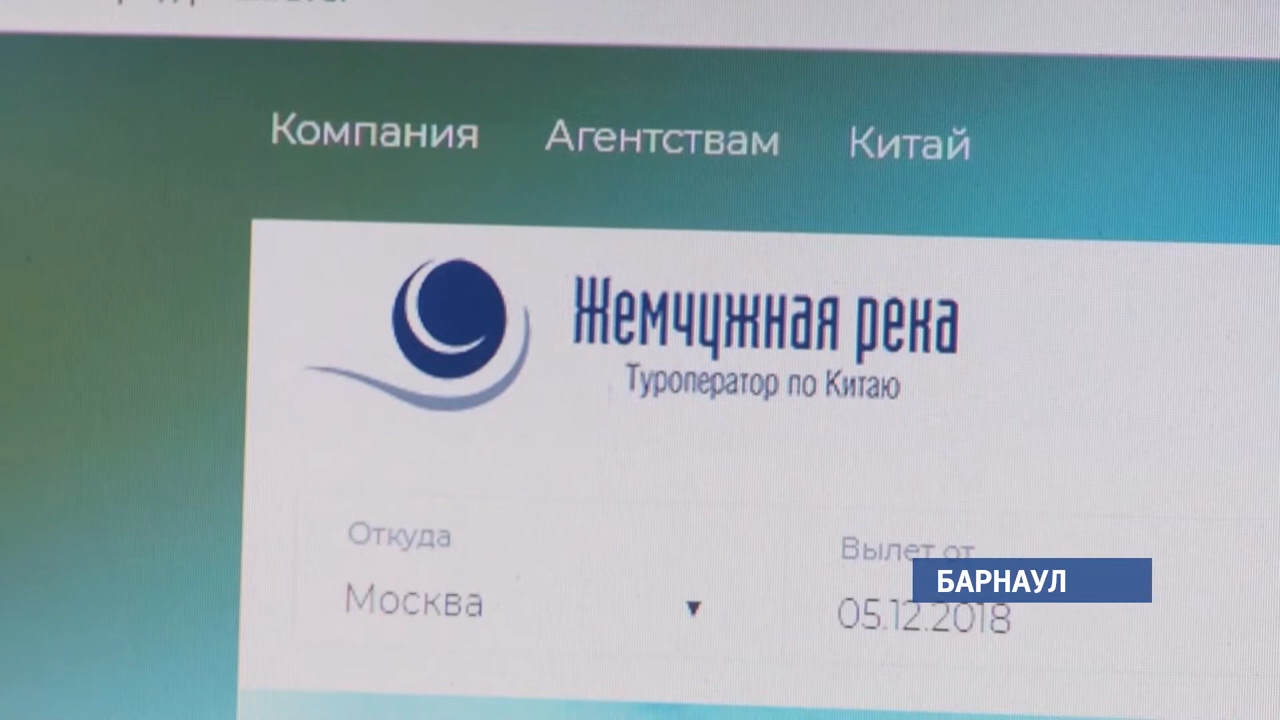 Компания Агентствам Китай
Жемчужная река
Туроператор по Китаю
Откуда
Вылет от
БАРНАУЛ
Москва
05.12.2018